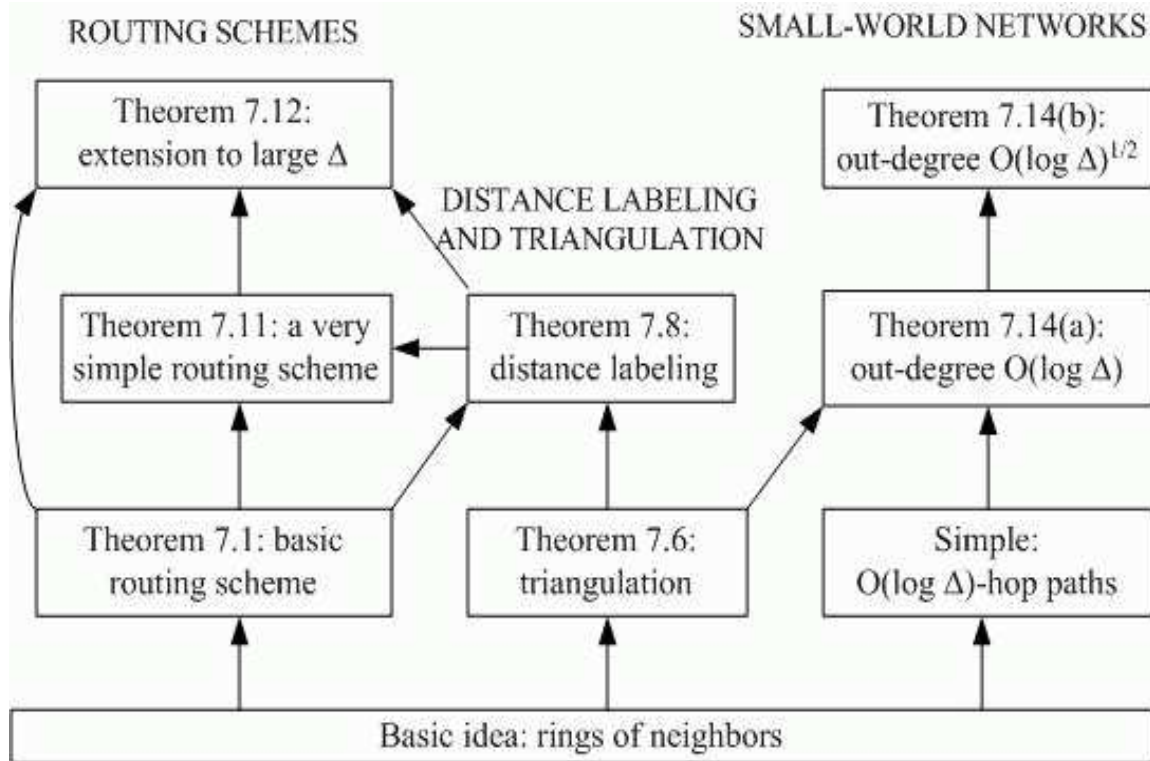 ROUTING SCHEMES
SMALL-WORLD NETWORKS
Theorem 7.12:
extension to large Δ
Theorem 7.14(b):
out-degree O(log Δ)^1/2
DISTANCE LABELING
AND TRIANGULATION
Theorem 7.11: a very
simple routing scheme
Theorem 7.8:
distance labeling
Theorem 7.14(a):
out-degree O(log Δ)
Theorem 7.1: basic
routing scheme
Theorem 7.6:
triangulation
Simple:
O(log Δ)-hop paths
Basic idea: rings of neighbors